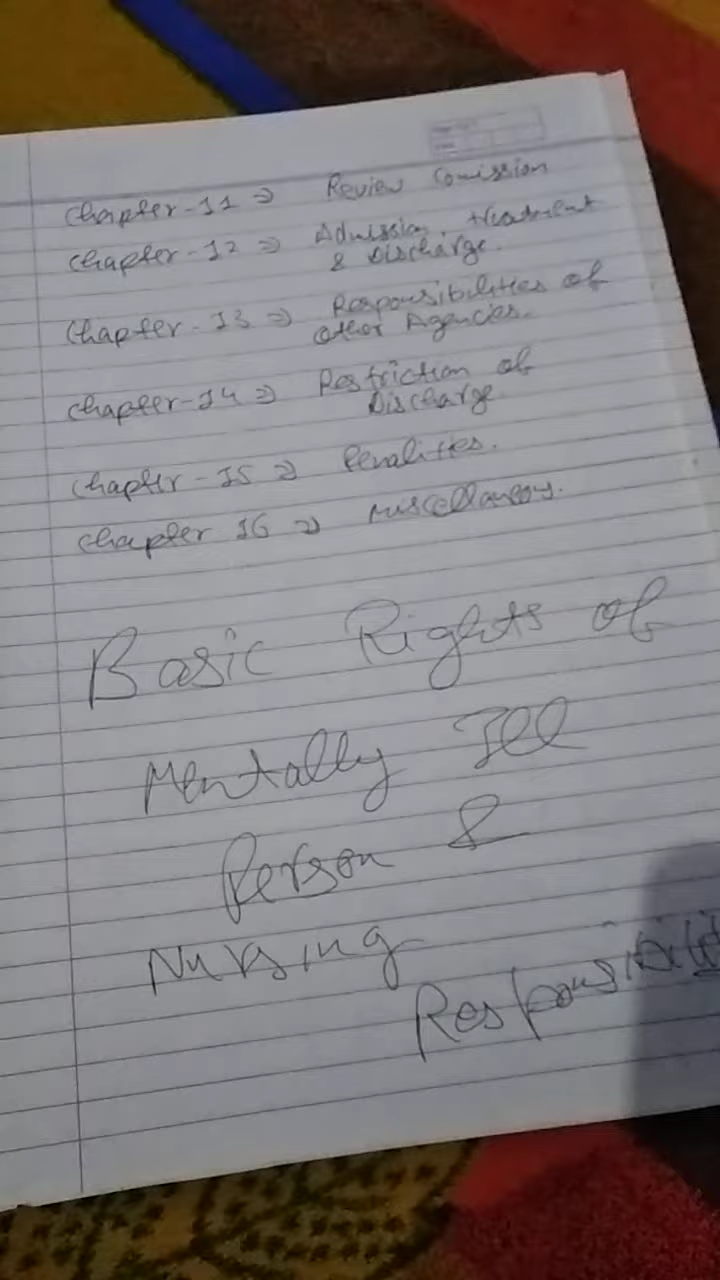 Chapter-11 ⇒ Review Comission
Chapter-12 ⇒ Admission, treatment
& Discharge.
Chapter-13 ⇒ Responsibilities of
other Agencies.
Chapter-14 ⇒ Restriction of
Discharge
Chapter-15 ⇒ Penalities.
Chapter 16 ⇒ Miscellaneous.
Basic Rights of
Mentally Ill
Person &
Nursing
Responsibilit